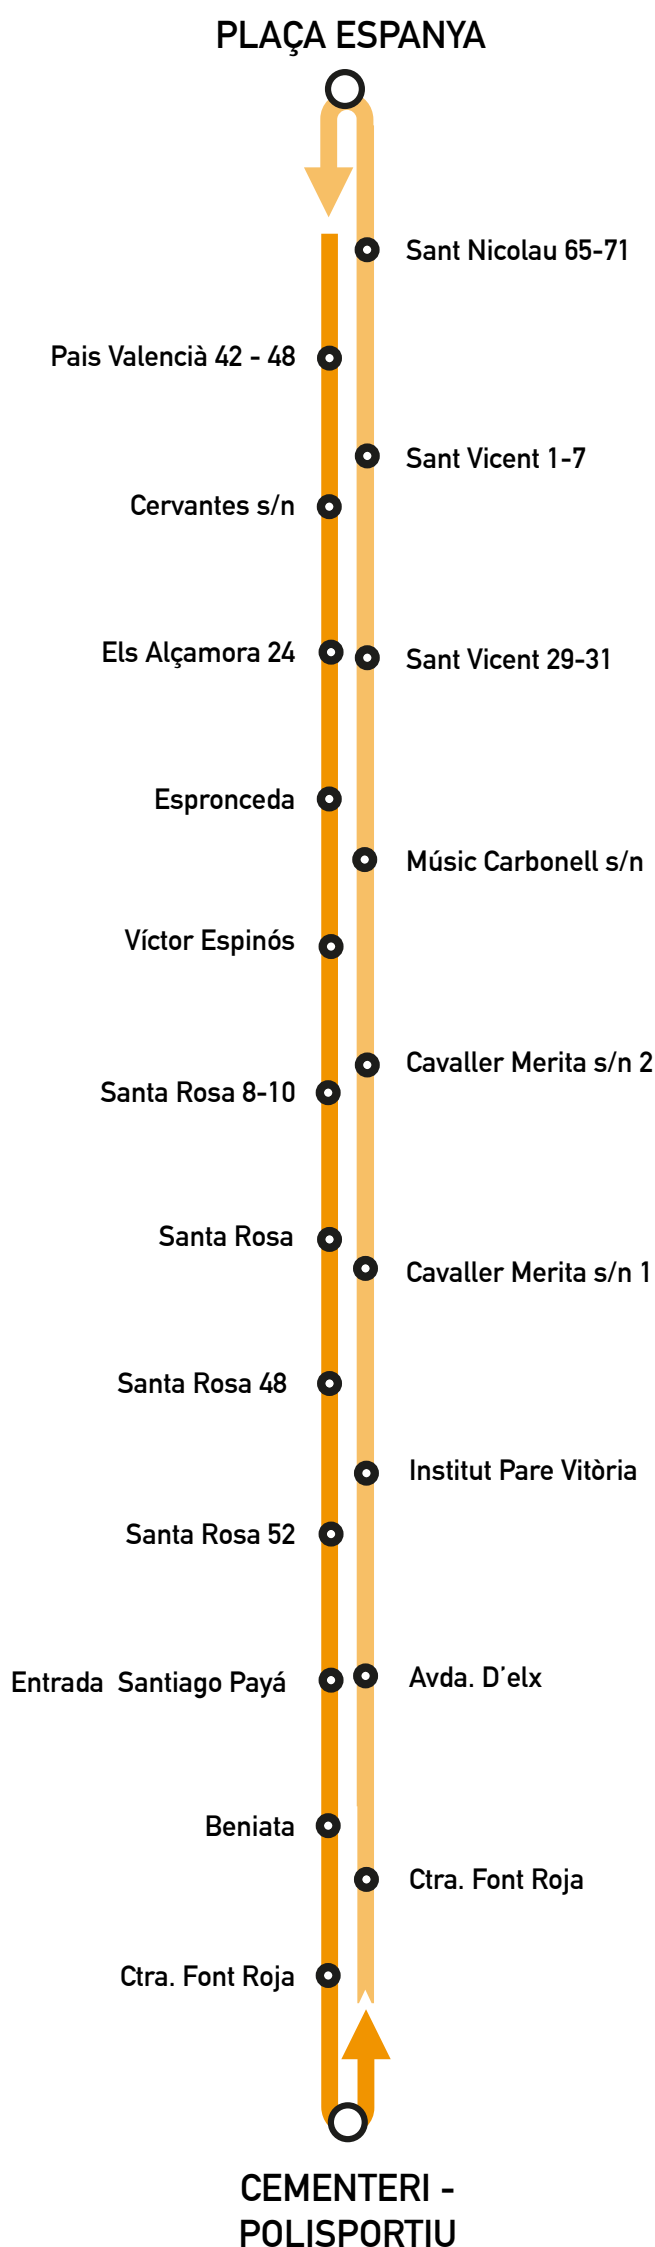 PLAÇA ESPANYA
Sant Nicolau 65-71
Pais Valencià 42 - 48
Sant Vicent 1-7
Cervantes s/n
Els Alçamora 24
Sant Vicent 29-31
Espronceda
Músic Carbonell s/n
Víctor Espinós
Cavaller Merita s/n 2
Santa Rosa 8-10
Santa Rosa
Cavaller Merita s/n 1
Santa Rosa 48
Institut Pare Vitòria
Santa Rosa 52
Entrada Santiago Payá
Avda. D'elx
Beniata
Ctra. Font Roja
Ctra. Font Roja
CEMENTERI -
POLISPORTIU